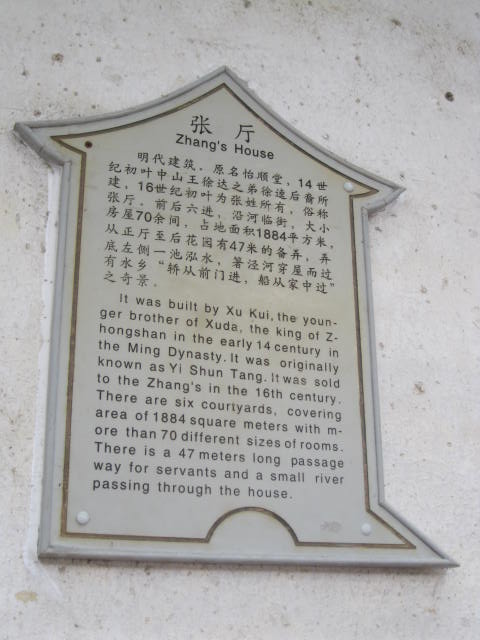 张厅
Zhang's House
明代建筑。原名怡顺堂，14世
纪初叶中山王徐达之弟徐逵后裔所
建，16世纪初叶为张姓所有，俗称
张厅。前后六进，沿河临街，大小
房屋70余间，占地面积1884平方米，
从正厅至后花园有47米的备弄，弄
底左侧一池泓水，箸泾河穿屋而过
有水乡“轿从前门进，船从家中过”
之奇景。
It was built by Xu Kui, the youn-
ger brother of Xuda, the king of Z-
hongshan in the early 14 century in
the Ming Dynasty. It was originally
known as Yi Shun Tang. It was sold
to the Zhang's in the 16th century.
There are six courtyards, covering
area of 1884 square meters with m-
ore than 70 different sizes of rooms.
There is a 47 meters long passage
way for servants and a small river
passing through the house.